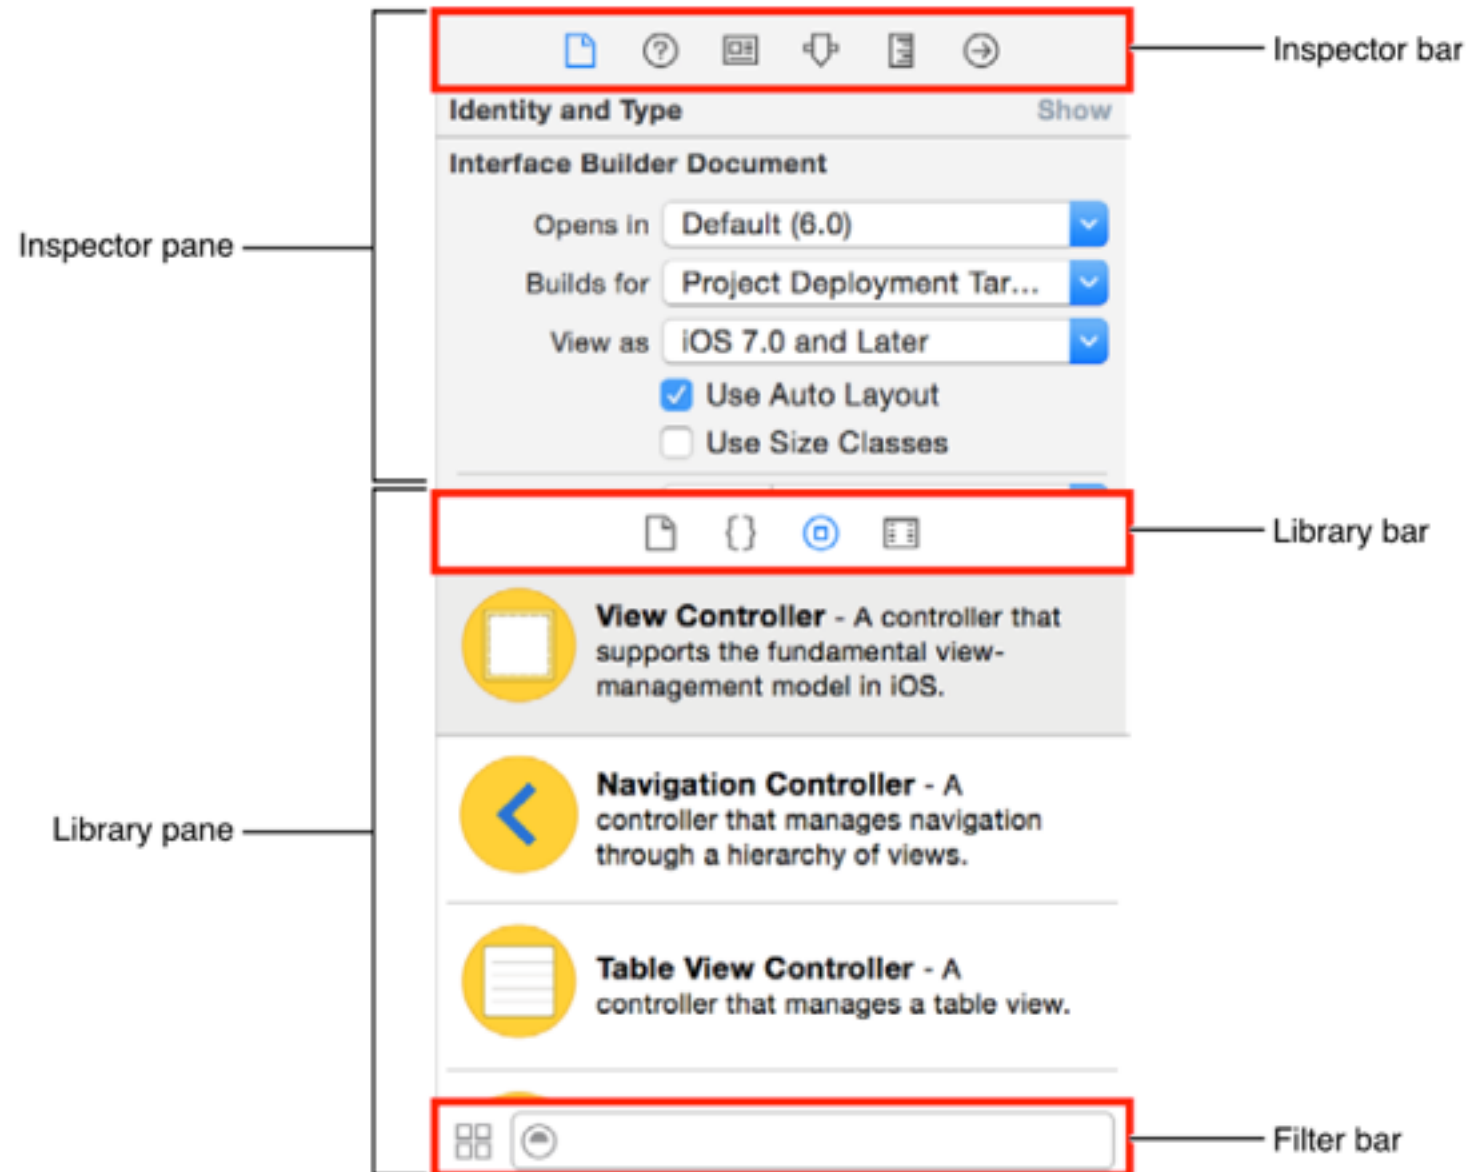 Inspector bar
Identity and Type Show
Interface Builder Document
Opens in Default (6.0)
Inspector pane
Builds for Project Deployment Tar...
View as iOS 7.0 and Later
Use Auto Layout
Use Size Classes
{} Library bar
View Controller - A controller that
supports the fundamental view-
management model in iOS.
Navigation Controller - A
controller that manages navigation
through a hierarchy of views.
Library pane
Table View Controller - A
controller that manages a table view.
Filter bar